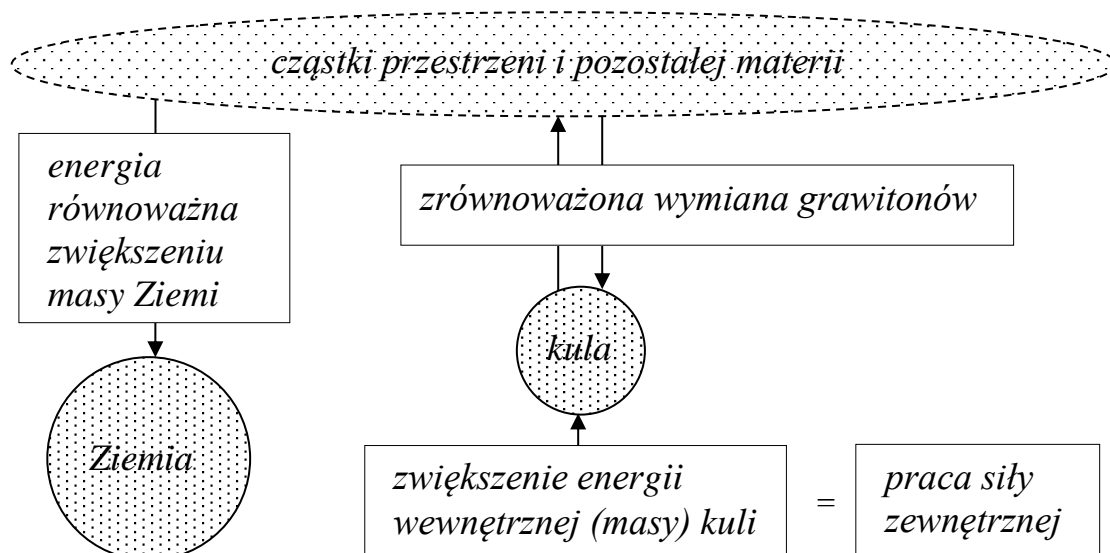 cząstki przestrzeni i pozostałej materii
energia
równoważna
zwiększeniu
masy Ziemi
zrównoważona wymiana grawitonów
kula
Ziemia
zwiększenie energii
wewnętrznej (masy) kuli
=
praca siły
zewnętrznej